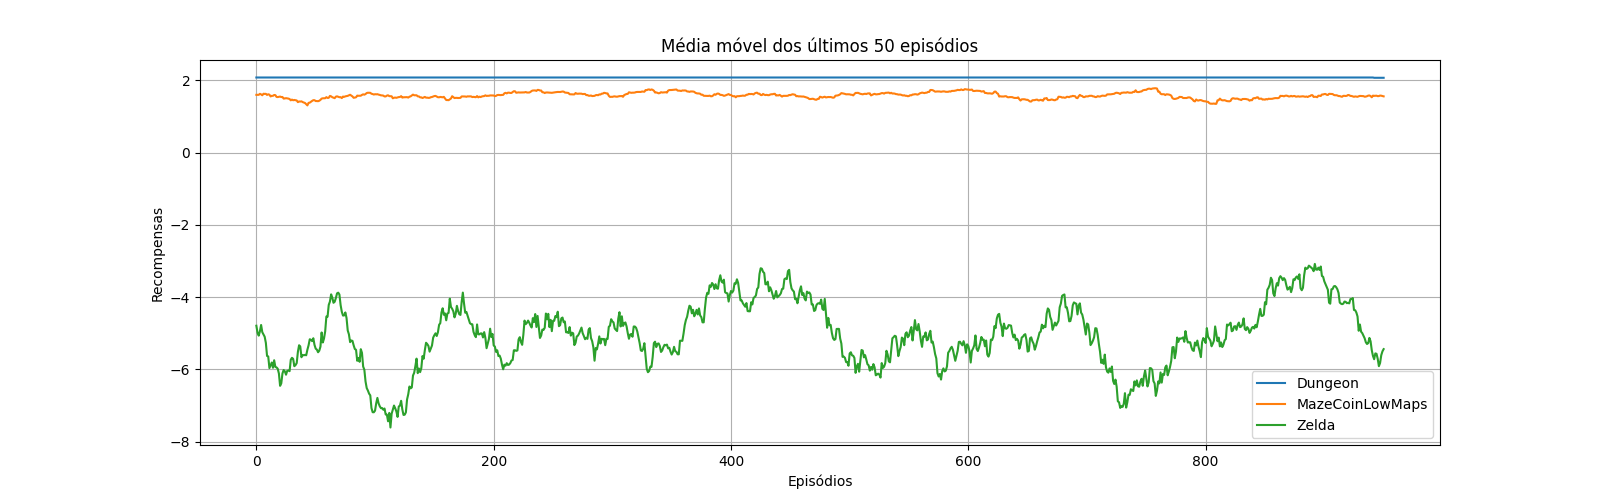 Média móvel dos últimos 50 episódios
Recompensas
2
0
−2
−4
−6
−8
0 200 400 600 800
Episódios
Dungeon
MazeCoinLowMaps
Zelda